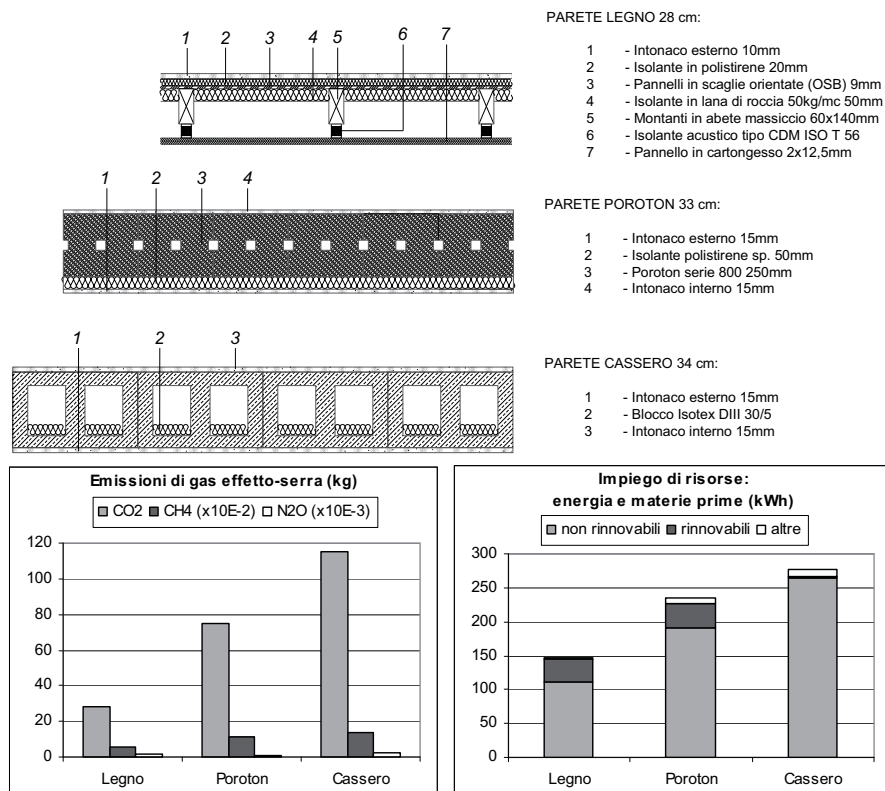 PARETE LEGNO 28 cm:
1 2 3 4 5 6 7
1 - Intonaco esterno 10mm
2 - Isolante in polistirene 20mm
3 - Pannelli in scaglie orientate (OSB) 9mm
4 - Isolante in lana di roccia 50kg/mc 50mm
5 - Montanti in abete massiccio 60x140mm
6 - Isolante acustico tipo CDM ISO T 56
7 - Pannello in cartongesso 2x12,5mm
1 2 3 4
PARETE POROTON 33 cm:
1 - Intonaco esterno 15mm
2 - Isolante polistirene sp. 50mm
3 - Poroton serie 800 250mm
4 - Intonaco interno 15mm
1 2 3
PARETE CASSERO 34 cm:
1 - Intonaco esterno 15mm
2 - Blocco Isotex DIII 30/5
3 - Intonaco interno 15mm
Emissioni di gas effetto-serra (kg)
CO2 CH4 (x10E-2) N2O (x10E-3)
120
100
80
60
40
20
0
Legno Poroton Cassero
Impiego di risorse:
energia e materie prime (kWh)
non rinnovabili rinnovabili altre
300
250
200
150
100
50
0
Legno Poroton Cassero